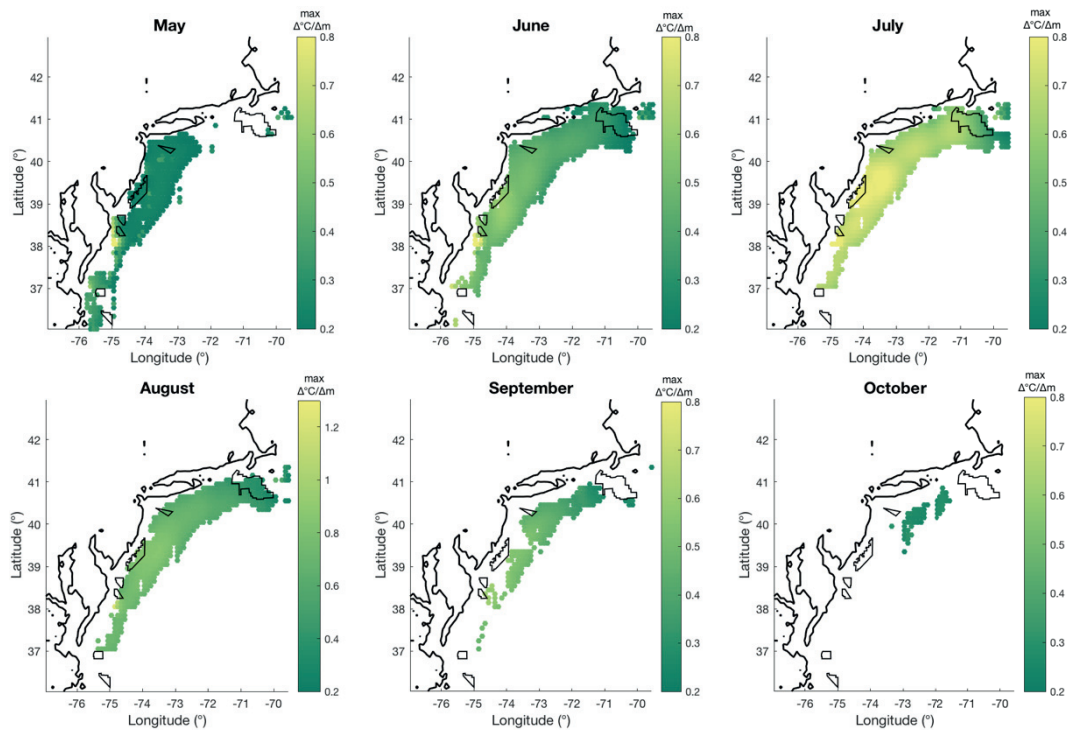 May
max
Δ°C/Δm
0.8
0.7
0.6
0.5
0.4
0.3
0.2
42
41
40
39
38
37
Latitude (°)
-76 -75 -74 -73 -72 -71 -70
Longitude (°)
June
max
Δ°C/Δm
0.8
0.7
0.6
0.5
0.4
0.3
0.2
42
41
40
39
38
37
Latitude (°)
-76 -75 -74 -73 -72 -71 -70
Longitude (°)
July
max
Δ°C/Δm
0.8
0.7
0.6
0.5
0.4
0.3
0.2
42
41
40
39
38
37
Latitude (°)
-76 -75 -74 -73 -72 -71 -70
Longitude (°)
August
max
Δ°C/Δm
1.2
1
0.8
0.6
0.4
0.2
42
41
40
39
38
37
Latitude (°)
-76 -75 -74 -73 -72 -71 -70
Longitude (°)
September
max
Δ°C/Δm
0.8
0.7
0.6
0.5
0.4
0.3
0.2
42
41
40
39
38
37
Latitude (°)
-76 -75 -74 -73 -72 -71 -70
Longitude (°)
October
max
Δ°C/Δm
0.8
0.7
0.6
0.5
0.4
0.3
0.2
42
41
40
39
38
37
Latitude (°)
-76 -75 -74 -73 -72 -71 -70
Longitude (°)